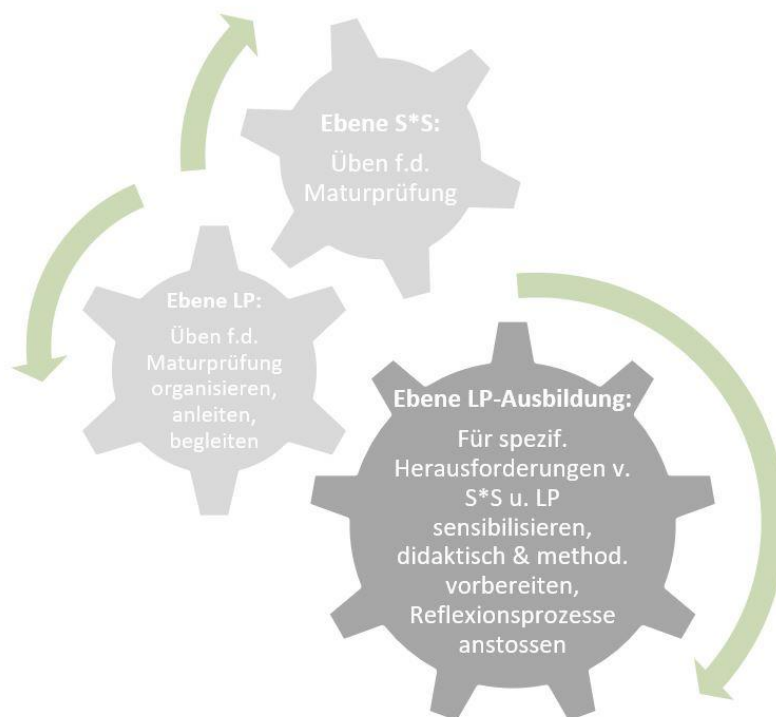 Ebene S*S:
Üben f.d.
Maturprüfung
Ebene LP:
Üben f.d.
Maturprüfung
organisieren,
anleiten,
begleiten
Ebene LP-Ausbildung:
Für spezif.
Herausforderungen v.
S*S u. LP
sensibilisieren,
didaktisch & method.
vorbereiten,
Reflexionsprozesse
anstossen